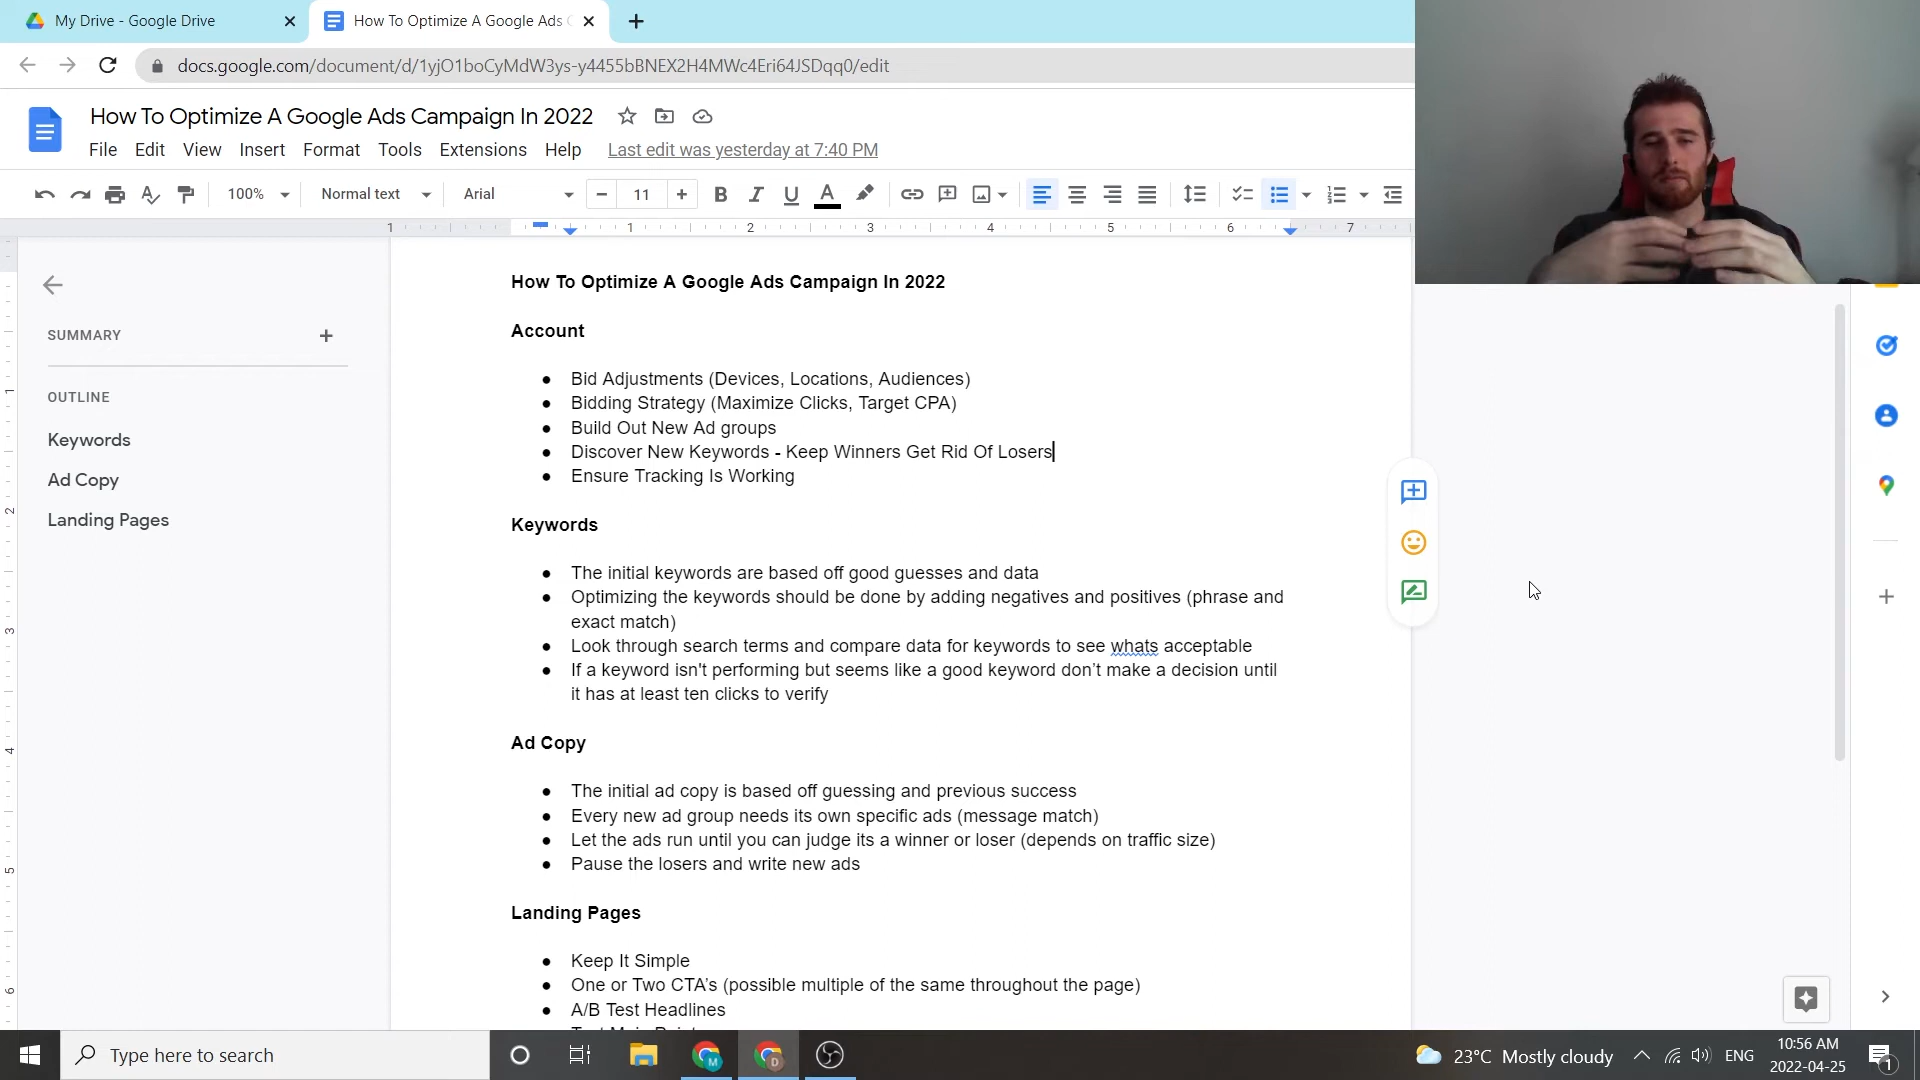 My Drive - Google Drive
How To Optimize A Google Ads C
docs.google.com/document/d/1yjO1boCyMdW3ys-y4455bBNEX2H4MWc4Eri64JSDqq0/edit
How To Optimize A Google Ads Campaign In 2022
File Edit View Insert Format Tools Extensions Help Last edit was yesterday at 7:40 PM
100% Normal text Arial 11 B I U A
1 1 2 3 4 5 6 7
How To Optimize A Google Ads Campaign In 2022
Account
SUMMARY
● Bid Adjustments (Devices, Locations, Audiences)
OUTLINE
● Bidding Strategy (Maximize Clicks, Target CPA)
● Build Out New Ad groups
Keywords
● Discover New Keywords - Keep Winners Get Rid Of Losers
Ad Copy
● Ensure Tracking Is Working
Landing Pages
Keywords
● The initial keywords are based off good guesses and data
● Optimizing the keywords should be done by adding negatives and positives (phrase and
exact match)
● Look through search terms and compare data for keywords to see whats acceptable
● If a keyword isn't performing but seems like a good keyword don’t make a decision until
it has at least ten clicks to verify
Ad Copy
● The initial ad copy is based off guessing and previous success
● Every new ad group needs its own specific ads (message match)
● Let the ads run until you can judge its a winner or loser (depends on traffic size)
● Pause the losers and write new ads
Landing Pages
● Keep It Simple
● One or Two CTA’s (possible multiple of the same throughout the page)
● A/B Test Headlines
Type here to search
23°C Mostly cloudy
ENG
10:56 AM
2022-04-25
1